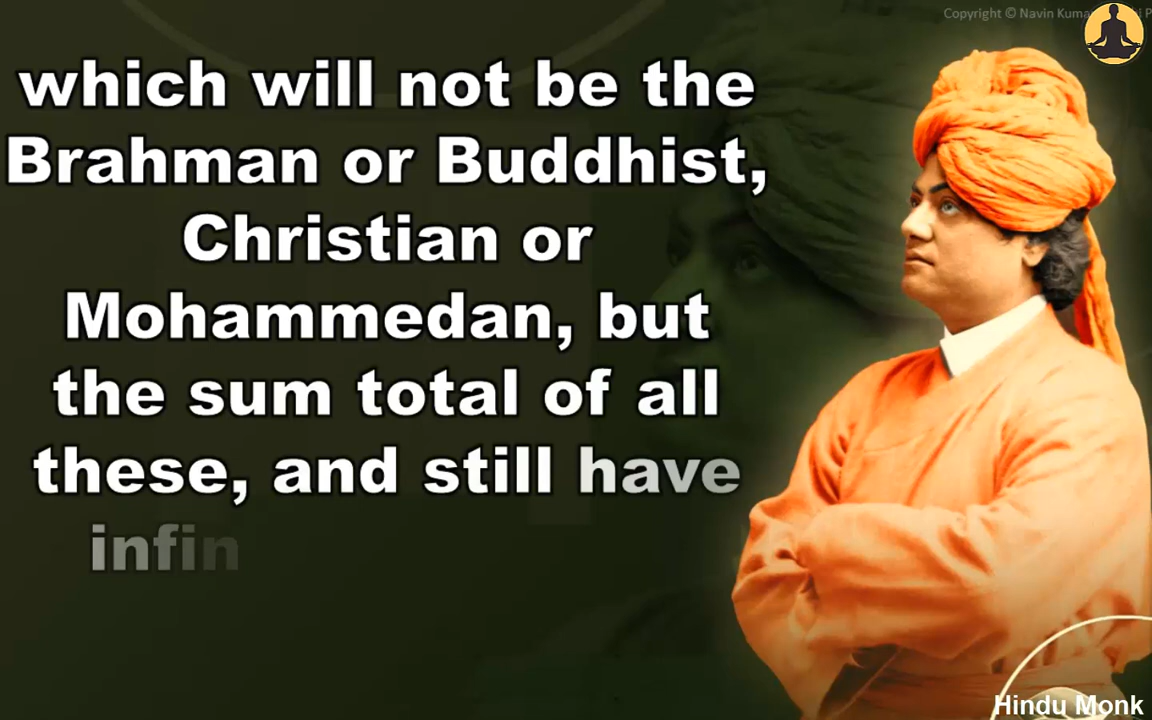 Copyright © Navin Kuma
which will not be the
Brahman or Buddhist,
Christian or
Mohammedan, but
the sum total of all
these, and still have
infin
Hindu Monk